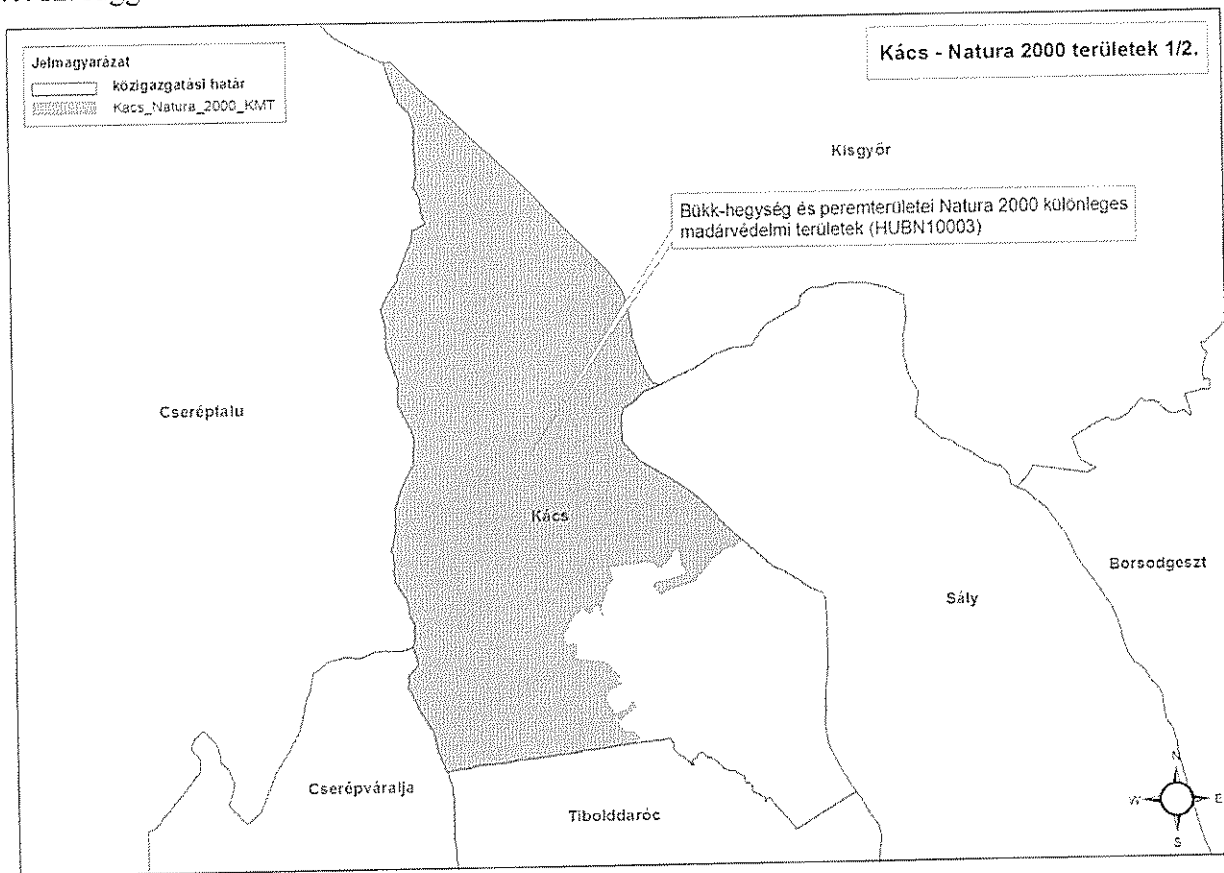 Kács - Natura 2000 területek 1/2.
Jelmagyarázat
közigazgatási határ
Kacs_Natura_2000_KMT
Kisgyőr
Bükk-hegység és peremterületei Natura 2000 különleges
madárvédelmi területek (HUBN10003)
Cserépfalu
Kács
Borsodgeszt
Sály
Cserépváralja
Tibolddaróc
N
W
E
S